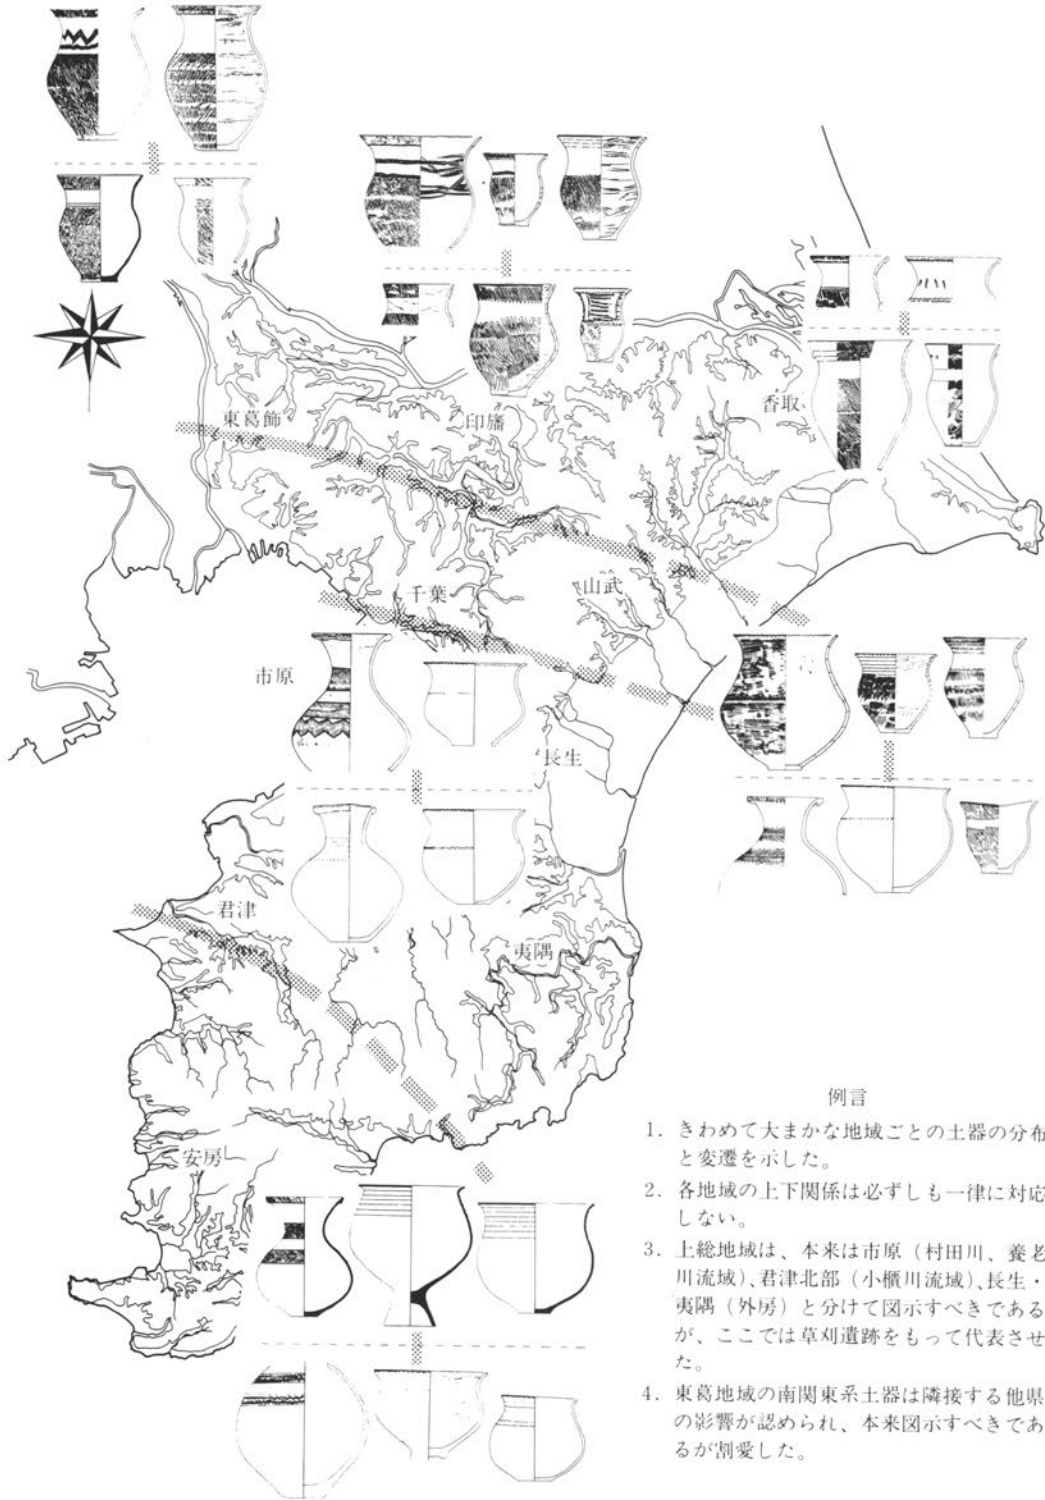 東葛飾
印旛
香取
千葉
山武
市原
長生
君津
夷隅
安房
例言
1. きわめて大まかな地域ごとの土器の分布
と変遷を示した。
2. 各地域の上下関係は必ずしも一律に対応
しない。
3. 上総地域は、本来は市原（村田川、養老
川流域）、君津北部（小櫃川流域）、長生・
夷隅（外房）と分けて図示すべきである
が、ここでは草刈遺跡をもって代表させ
た。
4. 東葛地域の南関東系土器は隣接する他県
の影響が認められ、本来図示すべきであ
るが割愛した。